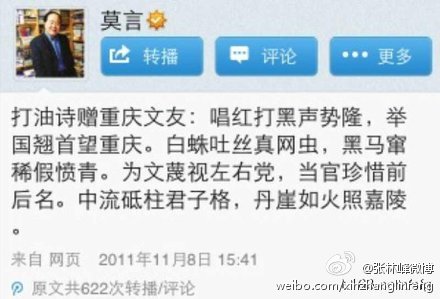 莫言
转播
评论
更多
打油诗赠重庆文友：唱红打黑声势隆，举
国翘首望重庆。白蛛吐丝真网虫，黑马窜
稀假愤青。为文蔑视左右党，当官珍惜前
后名。中流砥柱君子格，丹崖如火照嘉陵
。
来自 网页 2011年11月8日 15:41
原文共622次转播/评论
@张林峰微博
weibo.com/kirzhanglinfang